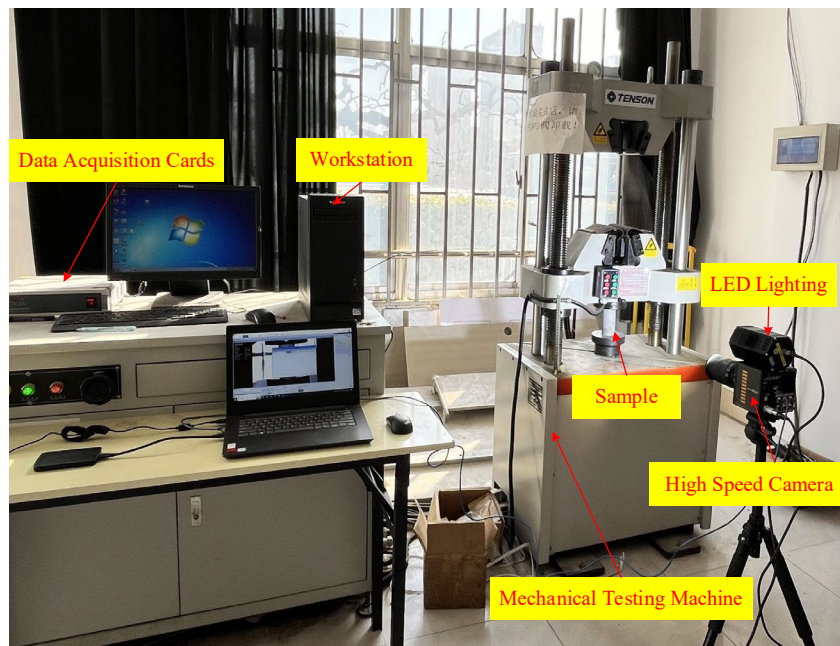 TENSON
Data Acquisition Cards
Workstation
LED Lighting
Sample
High Speed Camera
Mechanical Testing Machine